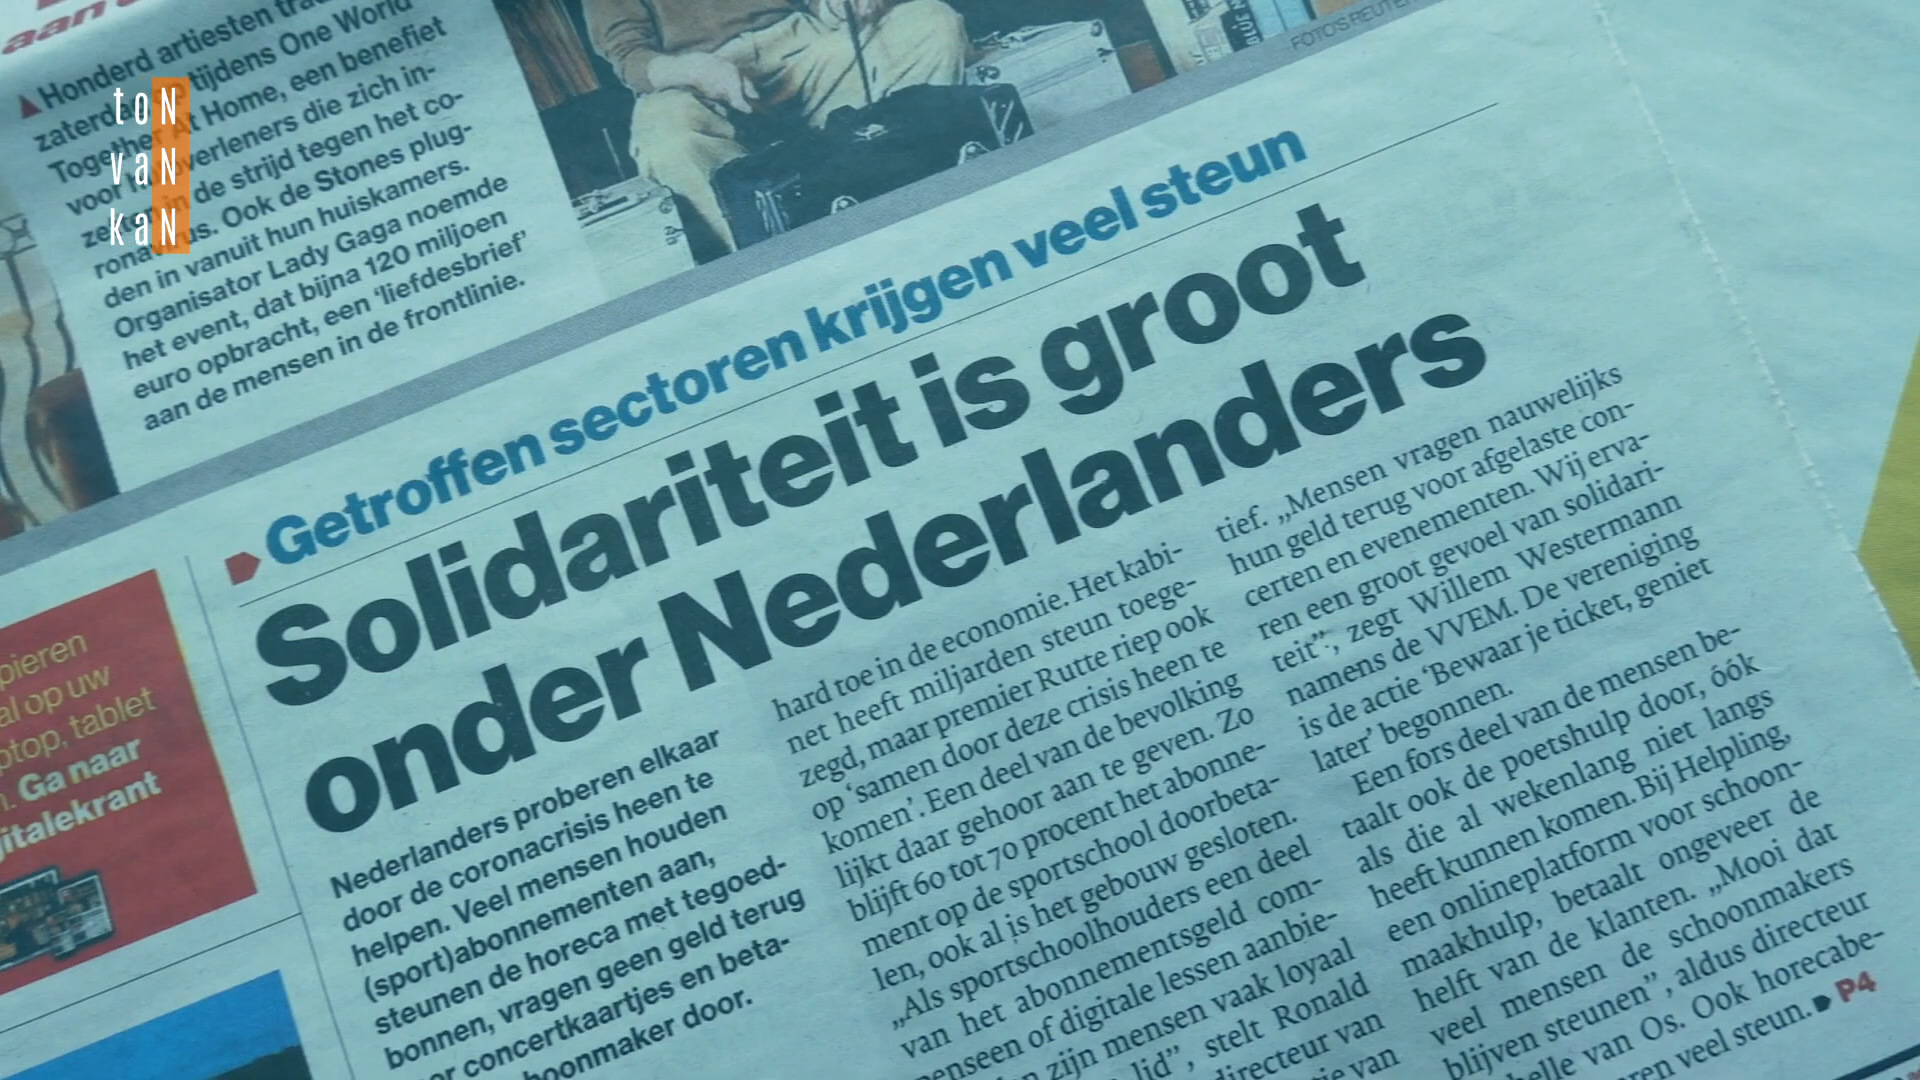 toN
vaN
kaN
aan
Honderd artiesten
zaterd tijdens One World
Together At Home, een benefiet
voor verleners die zich in-
zetten in de strijd tegen het co-
ronavirus. Ook de Stones plug-
den in vanuit hun huiskamers.
Organisator Lady Gaga noemde
het event, dat bijna 120 miljoen
euro opbracht, een ‘liefdesbrief’
aan de mensen in de frontlinie.
FOTO'S REUTE
pieren
al op uw
ptop, tablet
n. Ga naar
gitalekrant
Getroffen sectoren krijgen veel steun
Solidariteit is groot
onder Nederlanders
Nederlanders proberen elkaar
door de coronacrisis heen te
helpen. Veel mensen houden
(sport)abonnementen aan,
steunen de horeca met tegoed-
bonnen, vragen geen geld terug
or concertkaartjes en beta-
hoonmaker door.
hard toe in de economie. Het kabi-
net heeft miljarden steun toege-
zegd, maar premier Rutte riep ook
op ‘samen door deze crisis heen te
komen’. Een deel van de bevolking
lijkt daar gehoor aan te geven. Zo
blijft 60 tot 70 procent het abonne-
ment op de sportschool doorbeta-
len, ook al is het gebouw gesloten.
„Als sportschoolhouders een deel
van het abonnementsgeld com-
penseen of digitale lessen aanbie-
n zijn mensen vaak loyaal
lid”, stelt Ronald
directeur van
tie van
tief. „Mensen vragen nauwelijks
hun geld terug voor afgelaste con-
certen en evenementen. Wij erva-
ren een groot gevoel van solidari-
teit”, zegt Willem Westermann
namens de VVEM. De vereniging
is de actie ‘Bewaar je ticket, geniet
later’ begonnen.
Een fors deel van de mensen be-
taalt ook de poetshulp door, óók
als die al wekenlang niet langs
heeft kunnen komen. Bij Helpling,
een onlineplatform voor schoon-
maakhulp, betaalt ongeveer de
helft van de klanten. „Mooi dat
veel mensen de schoonmakers
blijven steunen”, aldus directeur
elle van Os. Ook horecabe-
ren veel steun. P4